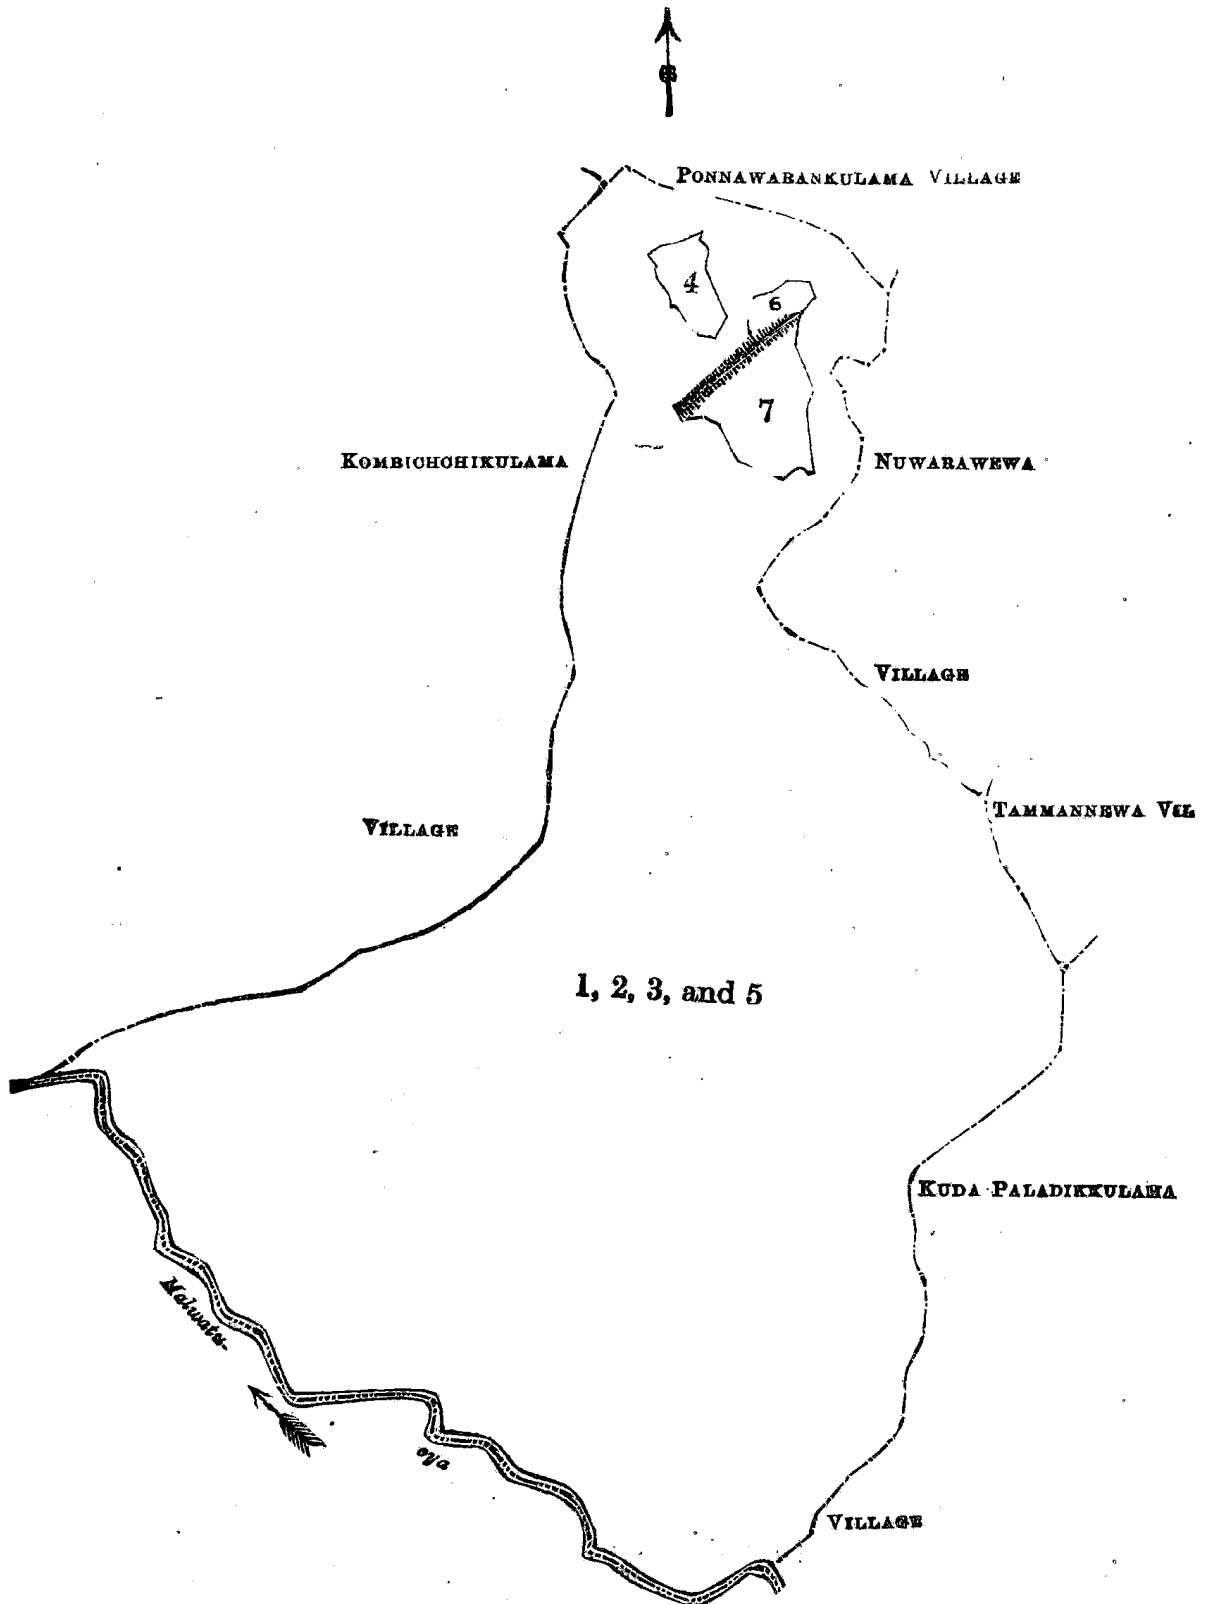 PONNAWARANKULAMA VILLAGE
4
6
7
KOMBICHCHIKULAMA
NUWARAWEWA
VILLAGE
TAMMANNEWA VIL
VILLAGE
1, 2, 3, and 5
KUDA PALADIKKULAMA
Malwatu-
oya
VILLAGE